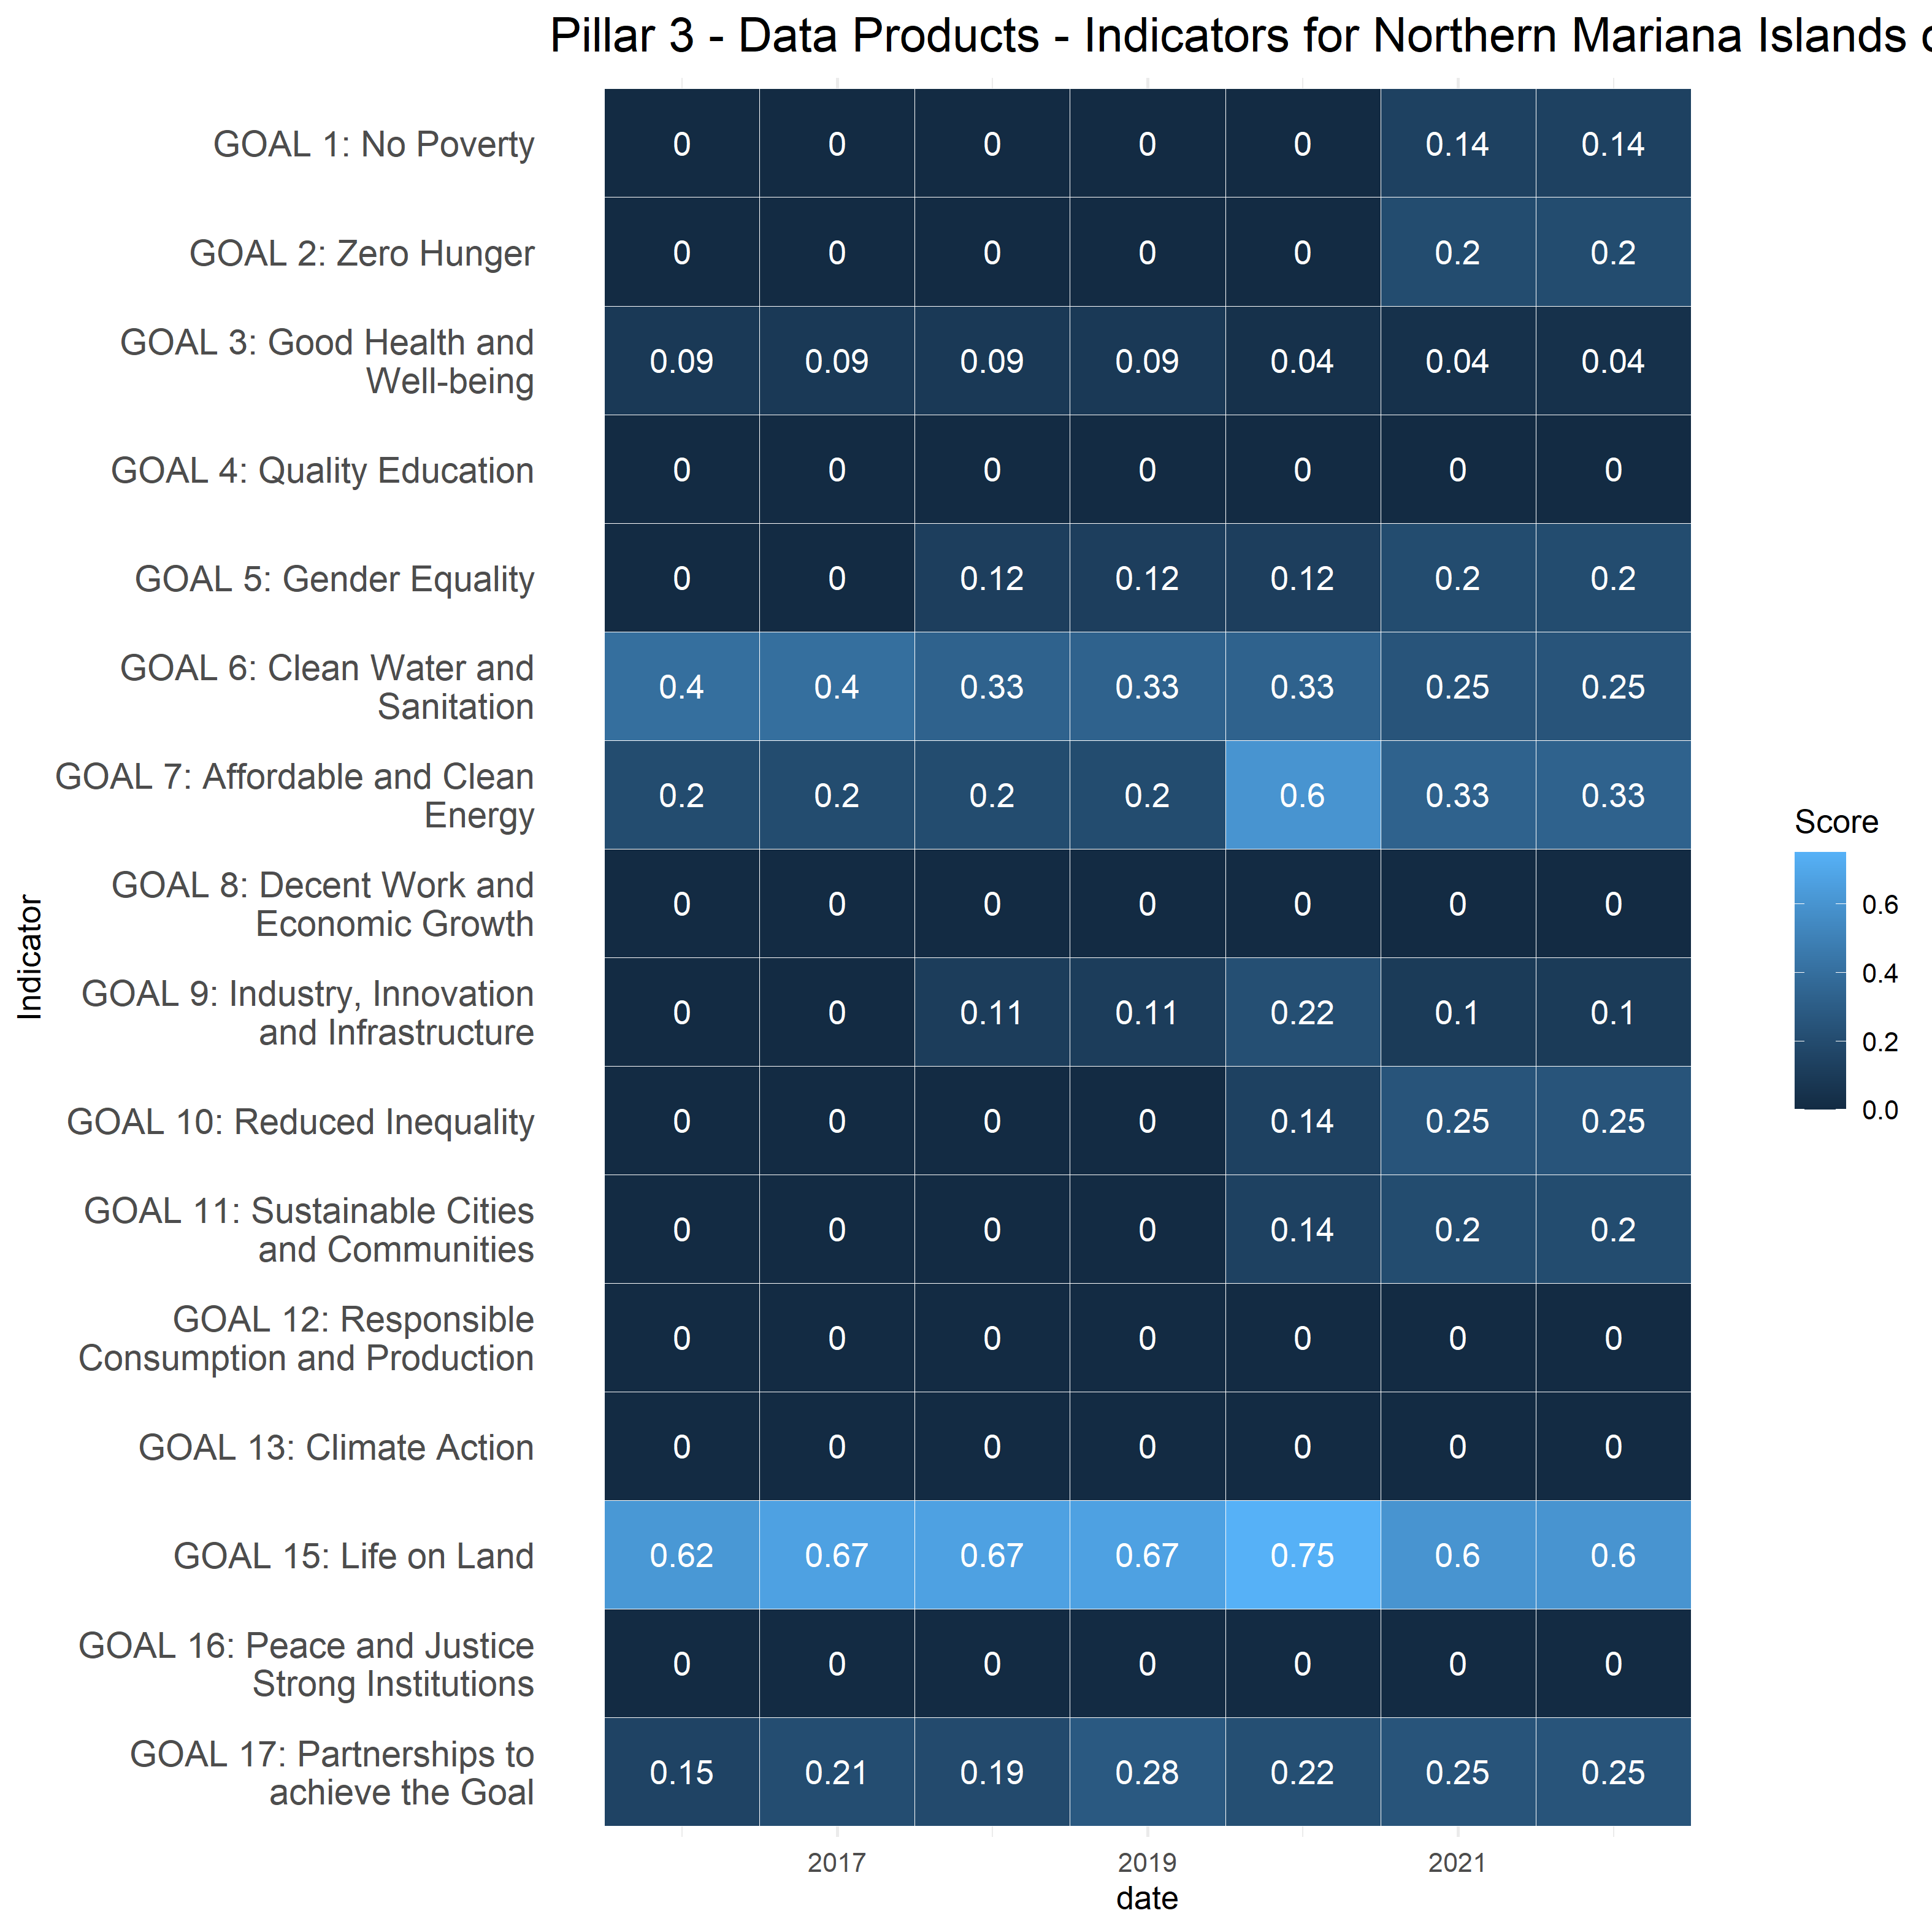 Pillar 3 - Data Products - Indicators for Northern Mariana Islands
GOAL 1: No Poverty
0 0 0 0 0 0.14 0.14
GOAL 2: Zero Hunger
0 0 0 0 0 0.2 0.2
GOAL 3: Good Health and
Well-being
0.09 0.09 0.09 0.09 0.04 0.04 0.04
GOAL 4: Quality Education
0 0 0 0 0 0 0
GOAL 5: Gender Equality
0 0 0.12 0.12 0.12 0.2 0.2
GOAL 6: Clean Water and
Sanitation
0.4 0.4 0.33 0.33 0.33 0.25 0.25
GOAL 7: Affordable and Clean
Energy
0.2 0.2 0.2 0.2 0.6 0.33 0.33
GOAL 8: Decent Work and
Economic Growth
0 0 0 0 0 0 0
GOAL 9: Industry, Innovation
and Infrastructure
0 0 0.11 0.11 0.22 0.1 0.1
GOAL 10: Reduced Inequality
0 0 0 0 0.14 0.25 0.25
GOAL 11: Sustainable Cities
and Communities
0 0 0 0 0.14 0.2 0.2
GOAL 12: Responsible
Consumption and Production
0 0 0 0 0 0 0
GOAL 13: Climate Action
0 0 0 0 0 0 0
GOAL 15: Life on Land
0.62 0.67 0.67 0.67 0.75 0.6 0.6
GOAL 16: Peace and Justice
Strong Institutions
0 0 0 0 0 0 0
GOAL 17: Partnerships to
achieve the Goal
0.15 0.21 0.19 0.28 0.22 0.25 0.25
2017 2019 2021
date
Indicator
Score
0.6
0.4
0.2
0.0